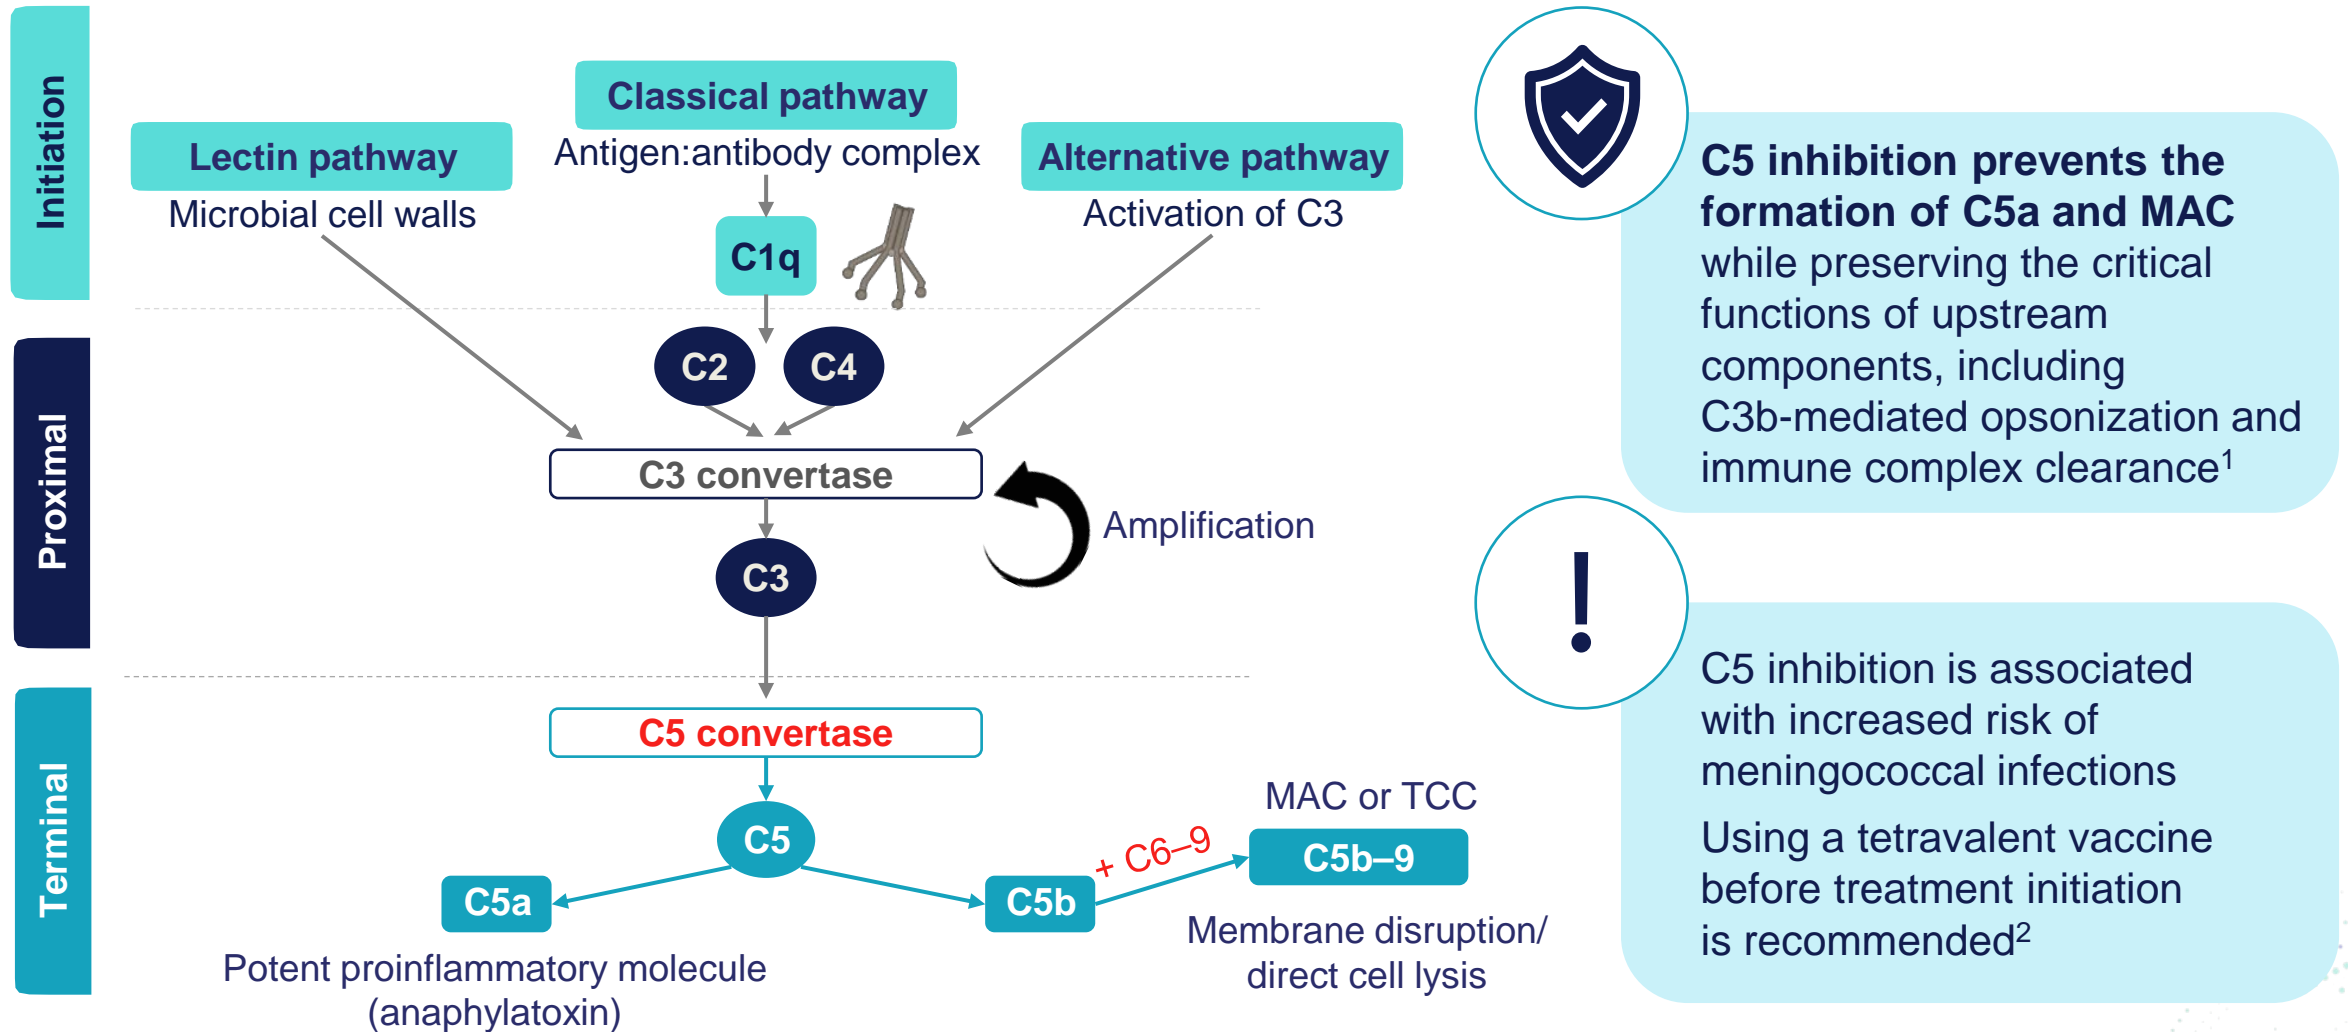 Initiation
Classical pathway
Antigen:antibody complex
Lectin pathway
Microbial cell walls
Alternative pathway
Activation of C3
C1q
Proximal
C2
C4
C3 convertase
Amplification
C3
Terminal
C5 convertase
C5
C5a
Potent proinflammatory molecule
(anaphylatoxin)
C5b
+ C6–9
MAC or TCC
C5b–9
Membrane disruption/
direct cell lysis
C5 inhibition prevents the
formation of C5a and MAC
while preserving the critical
functions of upstream
components, including
C3b-mediated opsonization and
immune complex clearance¹
!
C5 inhibition is associated
with increased risk of
meningococcal infections
Using a tetravalent vaccine
before treatment initiation
is recommended²